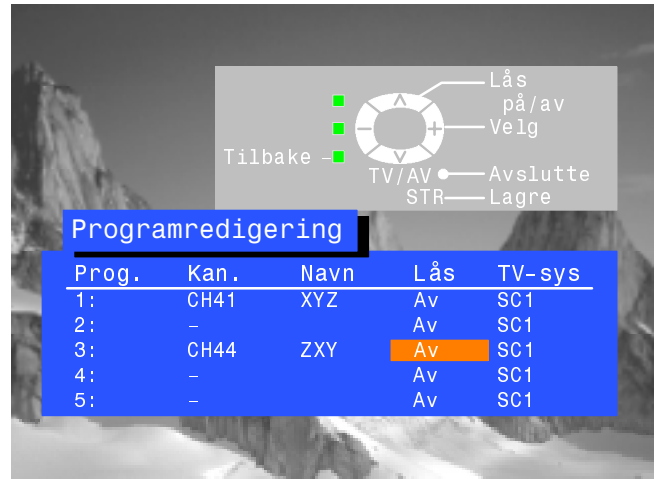 Lås
på/av
Velg
Tilbake
TV/AV Avslutte
STR Lagre
Programredigering
Prog. Kan. Navn Lås TV-sys
1: CH41 XYZ Av SC1
2: – Av SC1
3: CH44 ZXY Av SC1
4: – Av SC1
5: – Av SC1